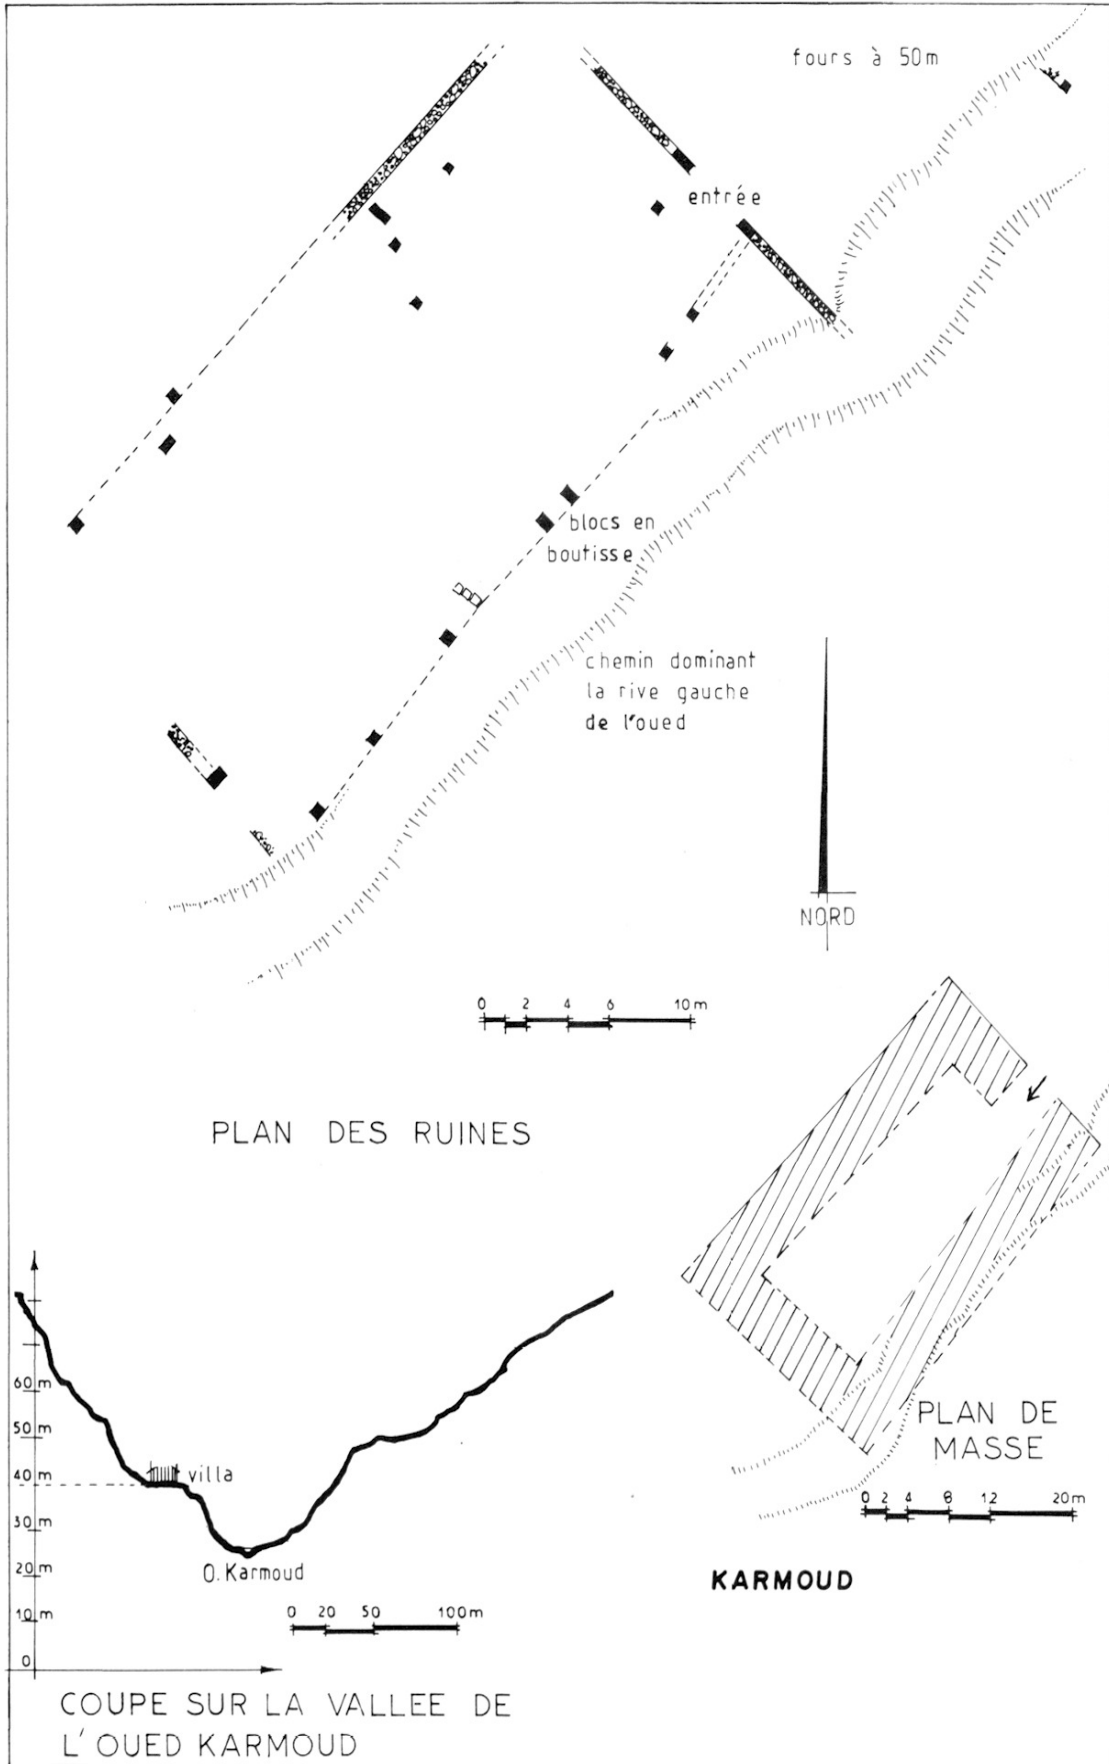 fours à 50m
entrée
blocs en
boutisse
chemin dominant
la rive gauche
de l'oued
NORD
0 2 4 6 10m
PLAN DES RUINES
PLAN DE
MASSE
0 2 4 8 12 20m
KARMOUD
60 m
50 m
40 m
30 m
20 m
10 m
0
villa
O. Karmoud
0 20 50 100m
COUPE SUR LA VALLEE DE
L'OUED KARMOUD